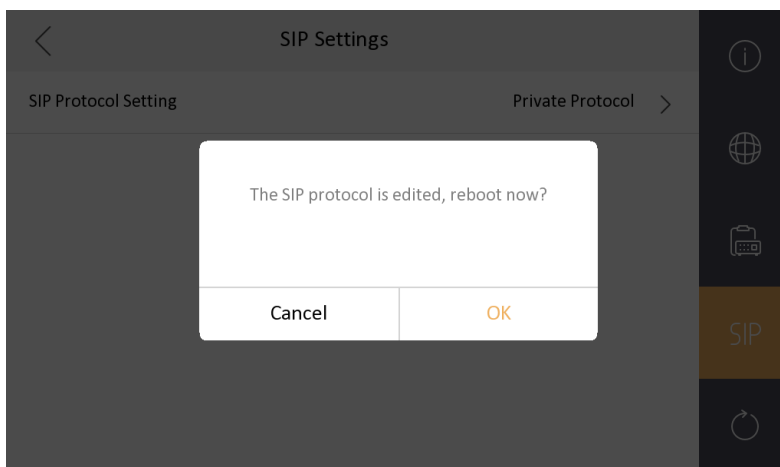 SIP Settings
SIP Protocol Setting Private Protocol
The SIP protocol is edited, reboot now?
Cancel OK
SIP